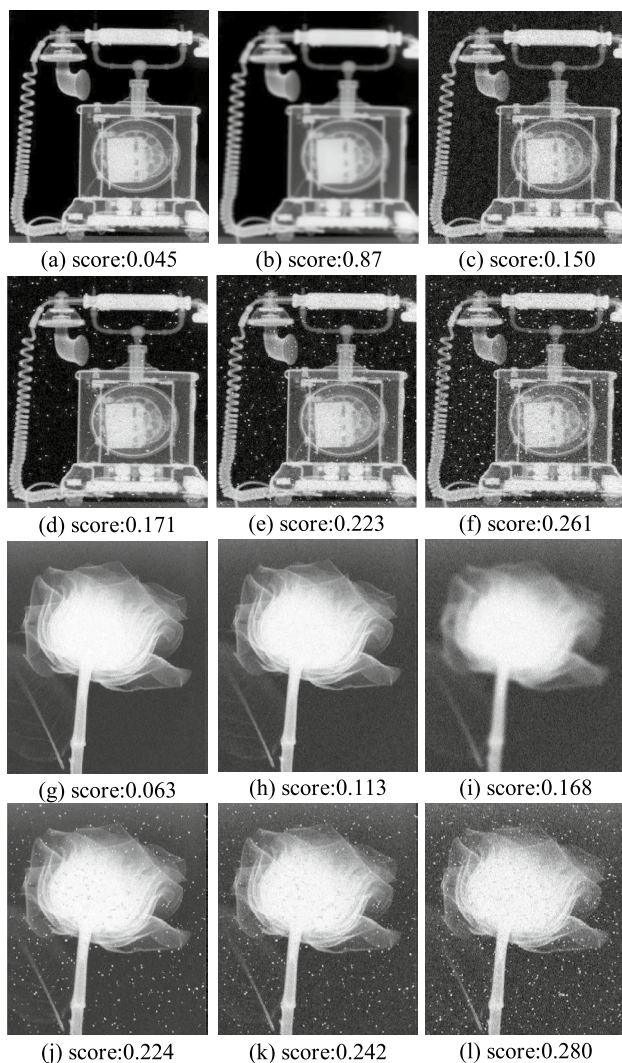 (a) score:0.045 (b) score:0.87 (c) score:0.150
(d) score:0.171 (e) score:0.223 (f) score:0.261
(g) score:0.063 (h) score:0.113 (i) score:0.168
(j) score:0.224 (k) score:0.242 (l) score:0.280